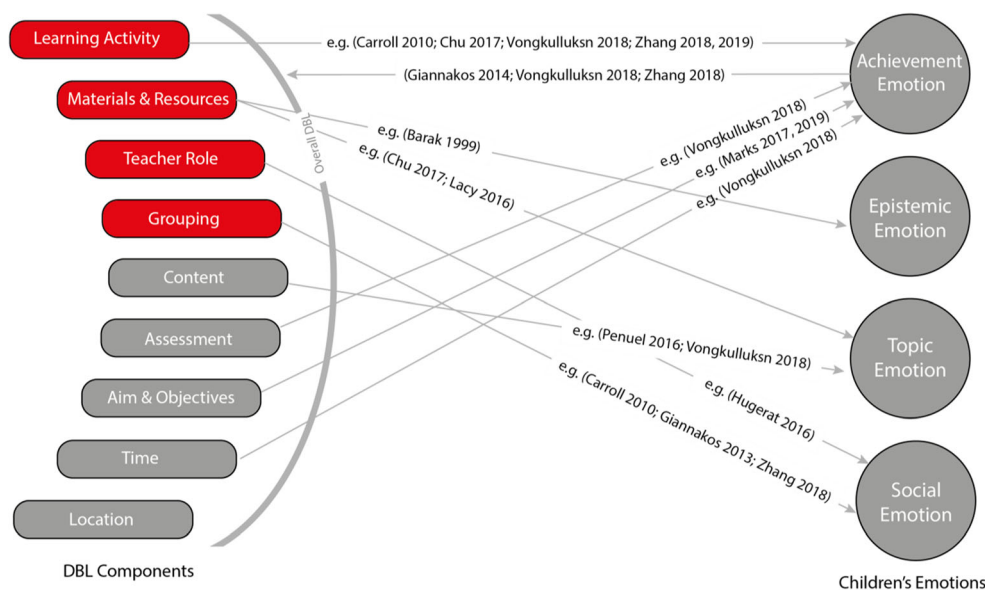 Learning Activity
Materials & Resources
Teacher Role
Grouping
Content
Assessment
Aim & Objectives
Time
Location
DBL Components
Overall DBL
e.g. (Carroll 2010; Chu 2017; Vongkulluksn 2018; Zhang 2018, 2019)
(Giannakos 2014; Vongkulluksn 2018; Zhang 2018)
e.g. (Barak 1999)
e.g. (Chu 2017; Lacy 2016)
e.g. (Vongkulluksn 2018)
e.g. (Marks 2017, 2019)
e.g. (Vongkulluksn 2018)
e.g. (Penuel 2016; Vongkulluksn 2018)
e.g. (Hugerat 2016)
e.g. (Carroll 2010; Giannakos 2013; Zhang 2018)
Achievement
Emotion
Epistemic
Emotion
Topic
Emotion
Social
Emotion
Children's Emotions